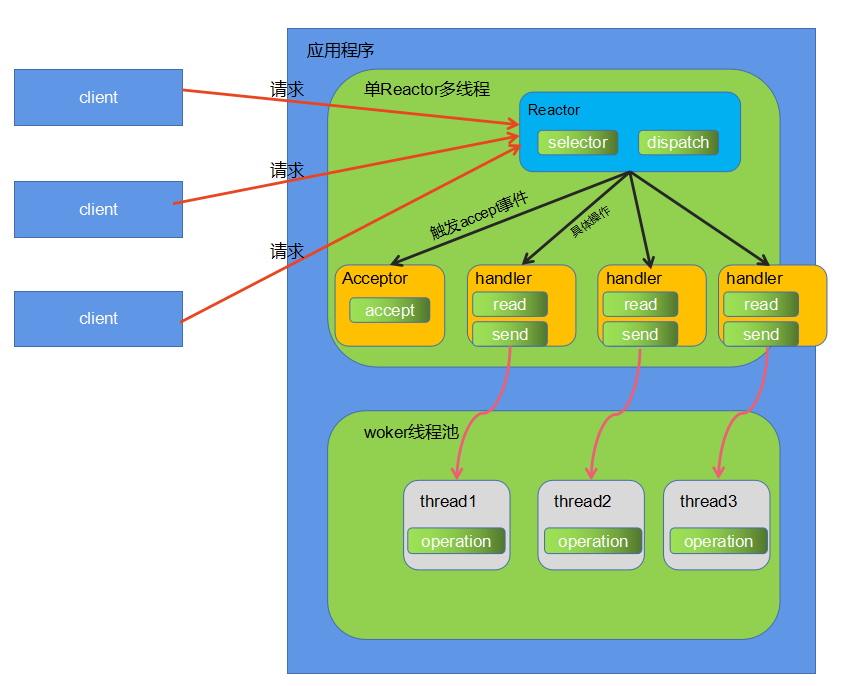 应用程序
单Reactor多线程
client
client
client
请求
请求
请求
Reactor
selector
dispatch
触发accept事件
具体操作
Acceptor
accept
handler
read
send
handler
read
send
handler
read
send
woker线程池
thread1
operation
thread2
operation
thread3
operation